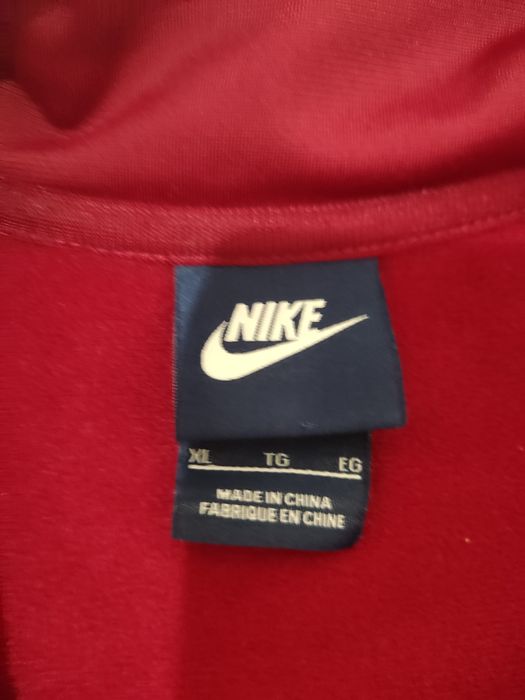 NIKE
XL TG EG
MADE IN CHINA
FABRIQUE EN CHINE